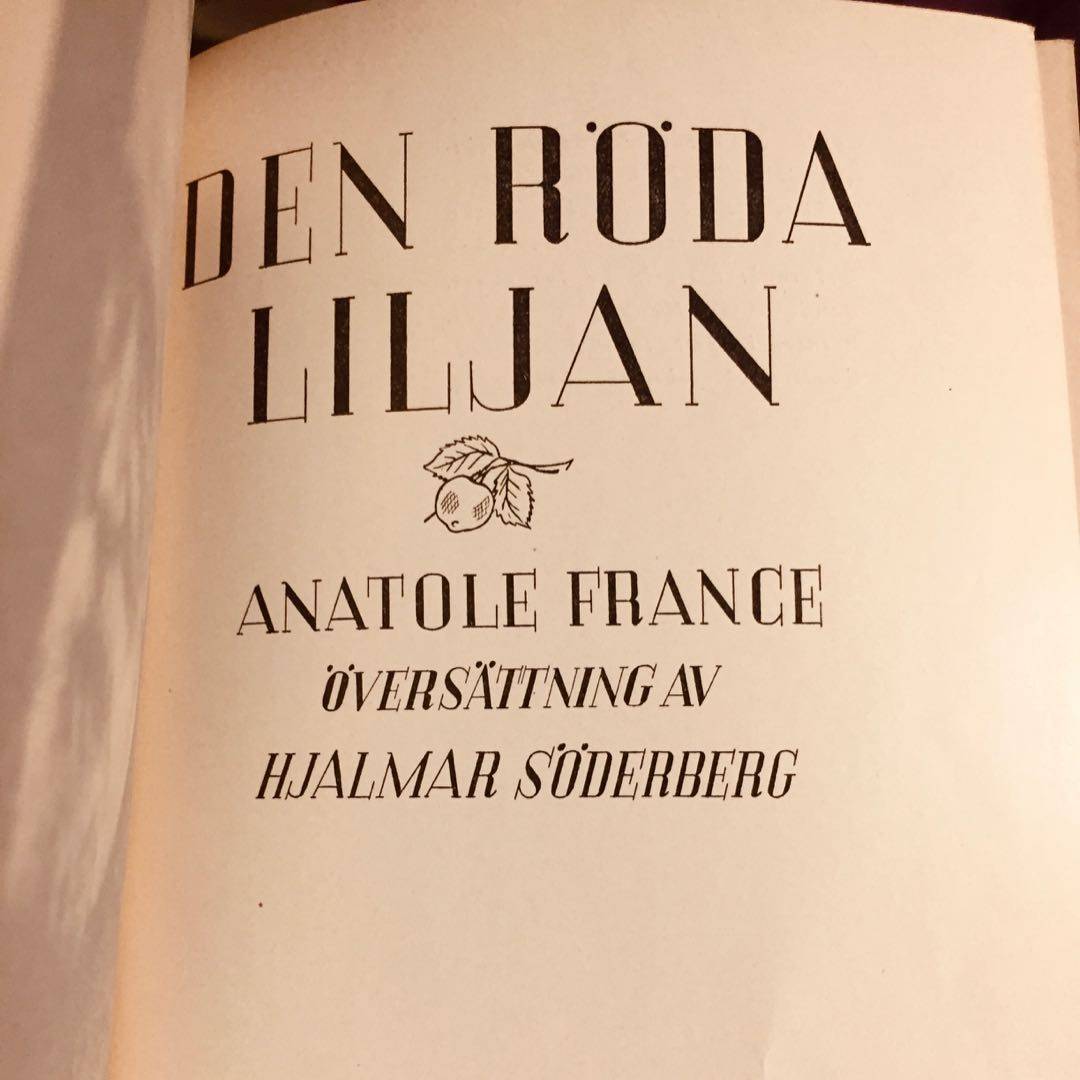 DEN RÖDA
LILJAN
ANATOLE FRANCE
ÖVERSÄTTNING AV
HJALMAR SÖDERBERG